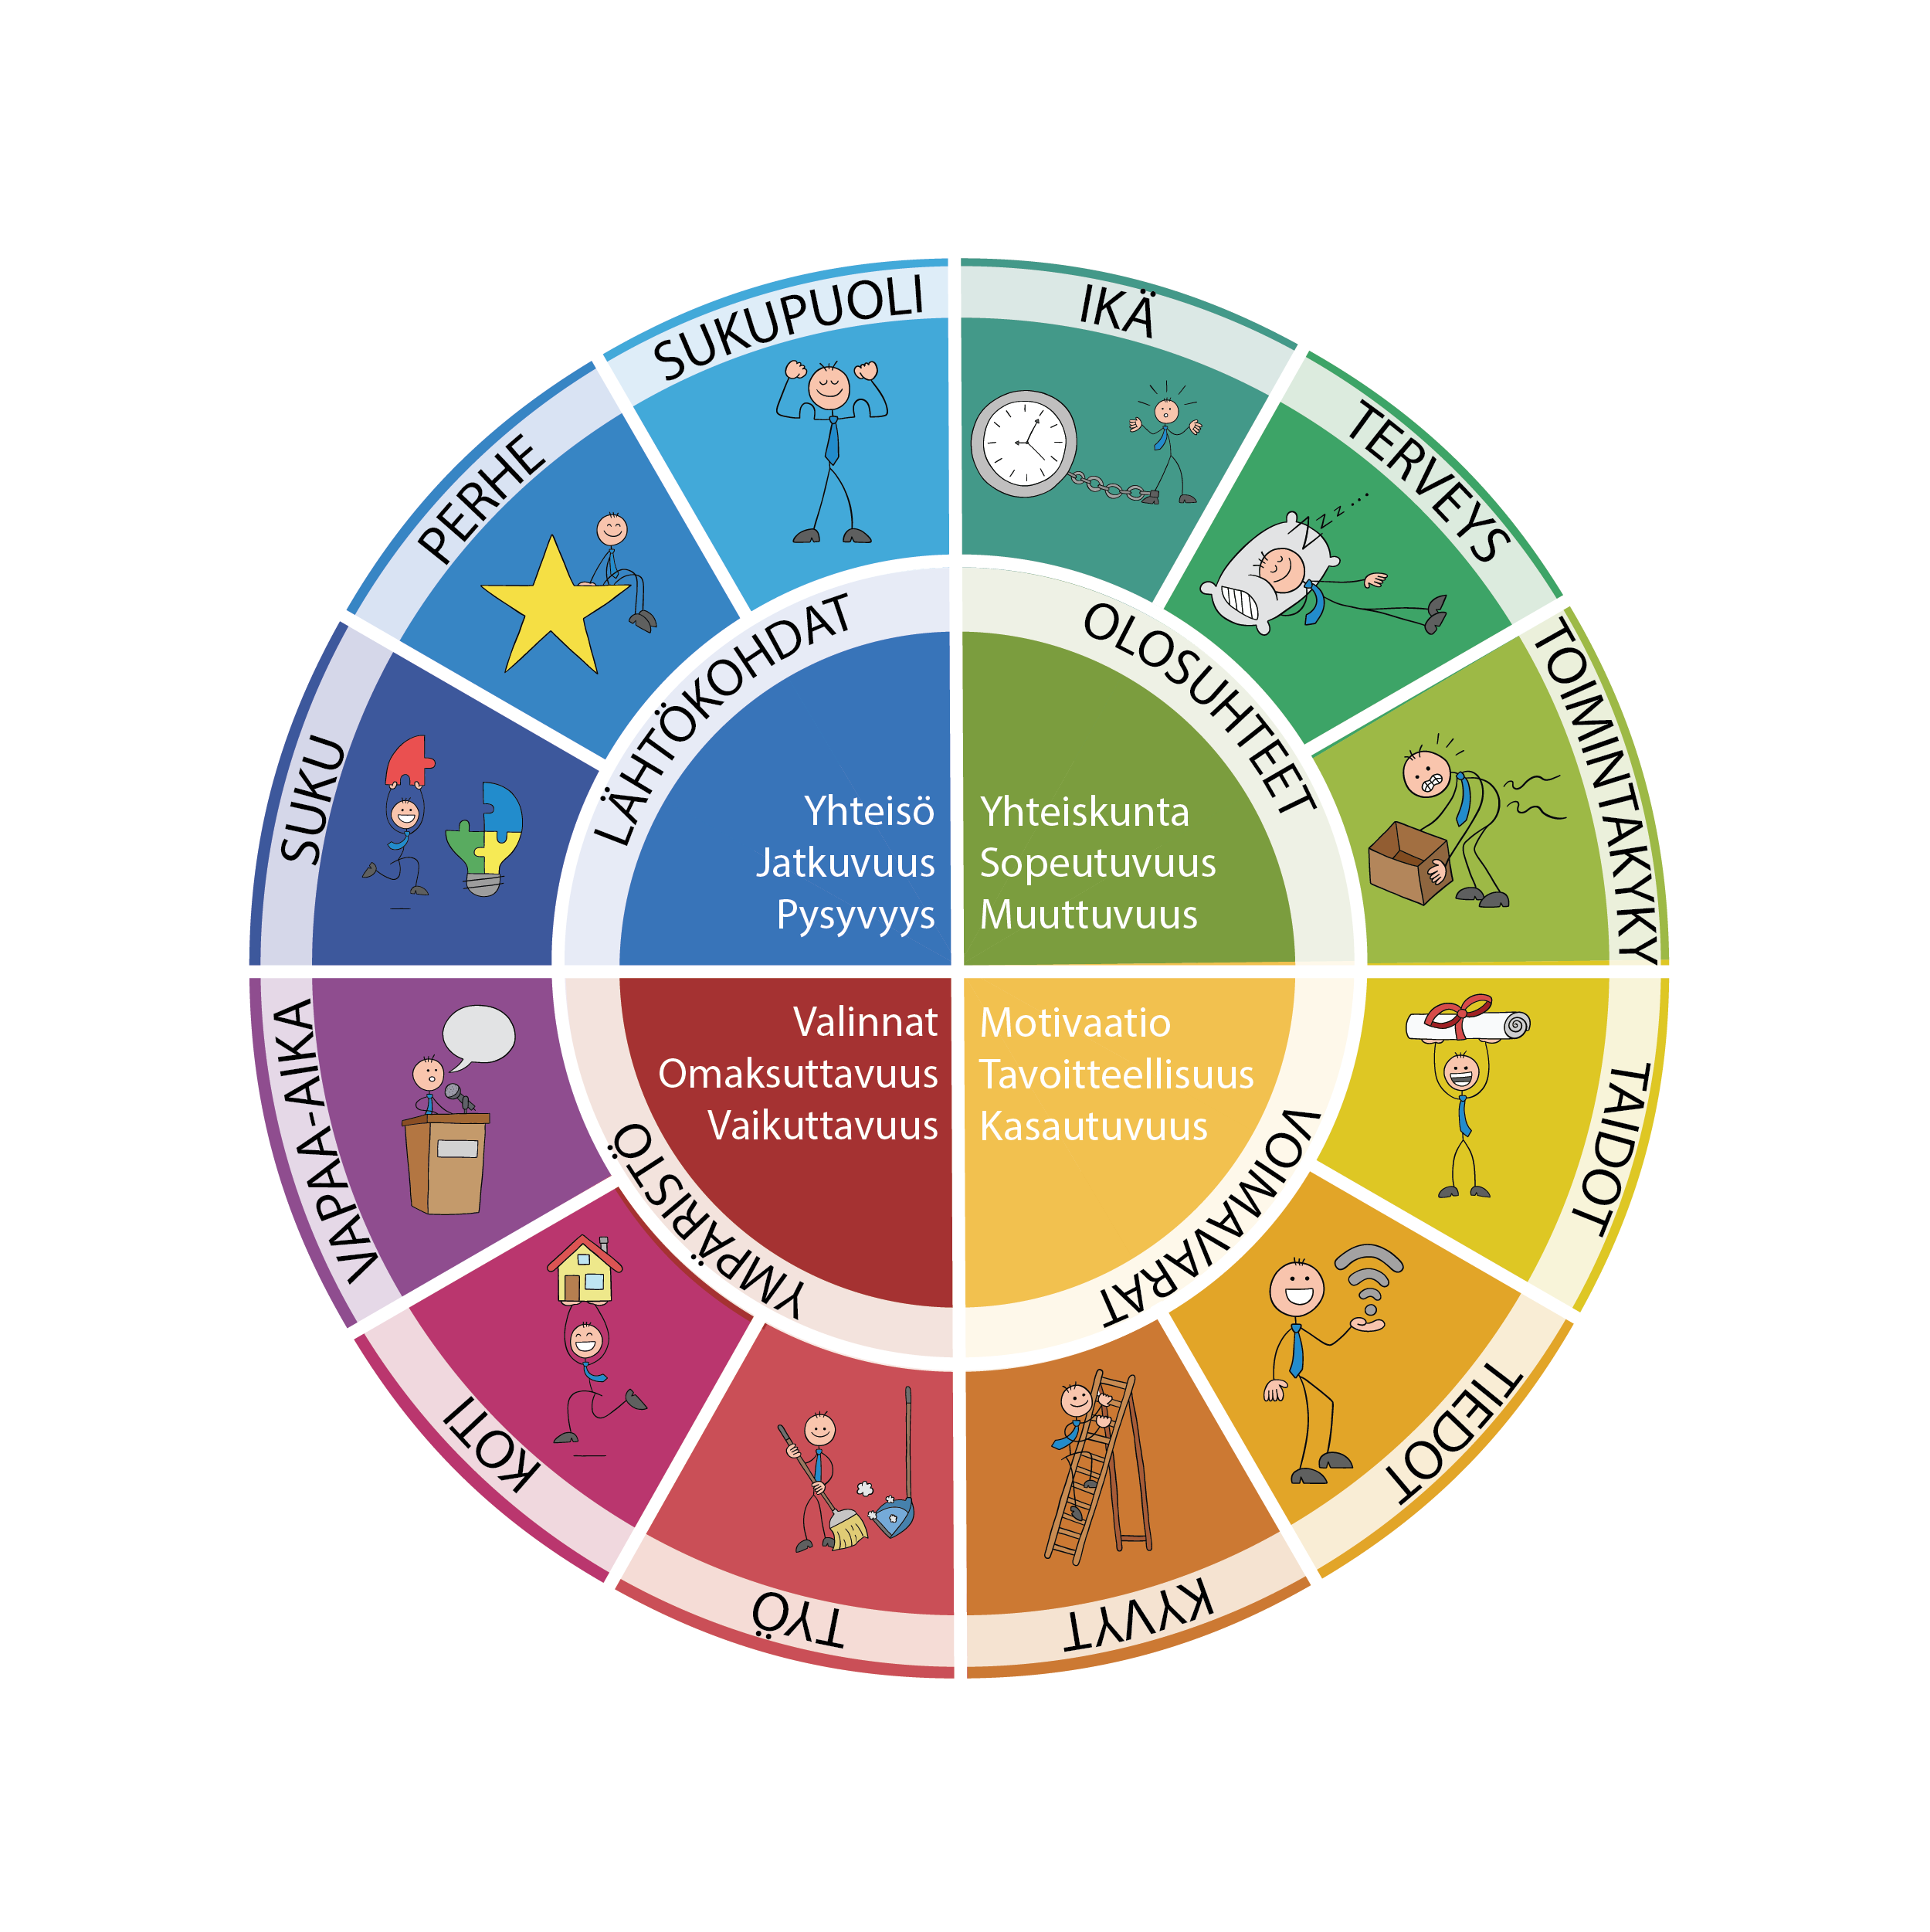 SUKUPUOLI
IKÄ
TERVEYS
TOIMINTAKYKY
TAIDOT
TIEDOT
KYVYT
TYÖ
KOTI
VAPAA-AIKA
SUKU
PERHE
LÄHTÖKOHDAT
Yhteisö
Jatkuvuus
Pysyvyys
OLOSUHTEET
Yhteiskunta
Sopeutuvuus
Muuttuvuus
VOIMAVARAT
Motivaatio
Tavoitteellisuus
Kasautuvuus
YMPÄRISTÖ
Valinnat
Omaksuttavuus
Vaikuttavuus